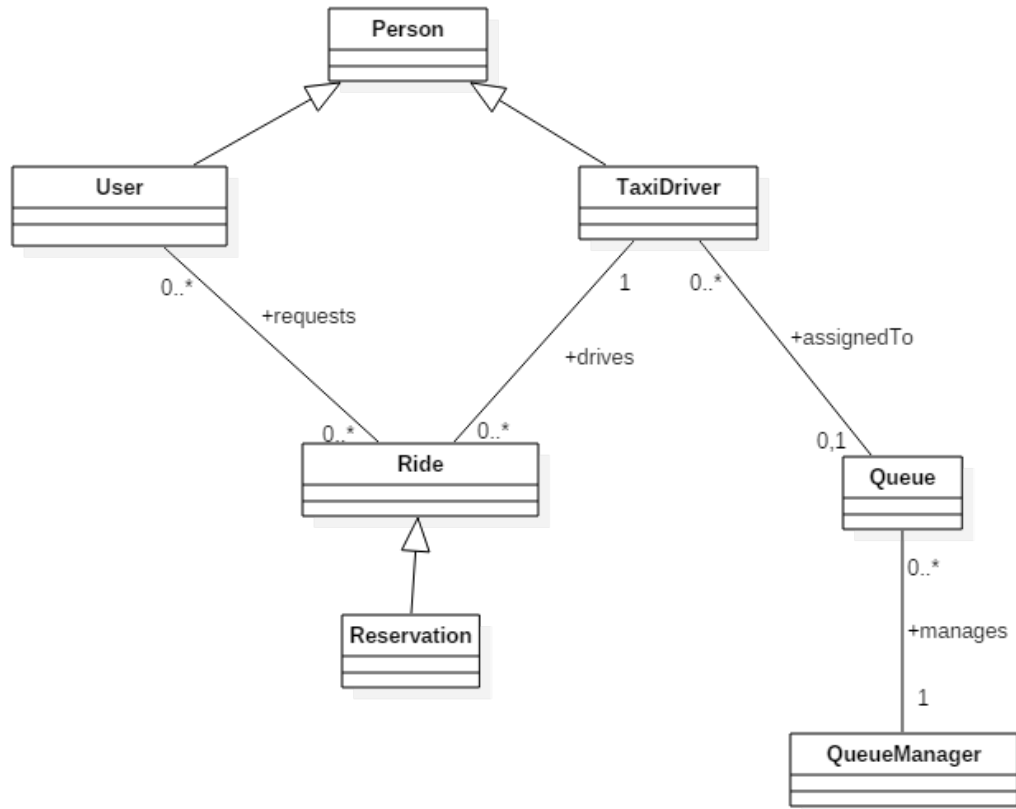 Person
User
TaxiDriver
0..*
1
0..*
+requests
+assignedTo
+drives
0..*
0..*
0,1
Ride
Queue
0..*
Reservation
+manages
1
QueueManager